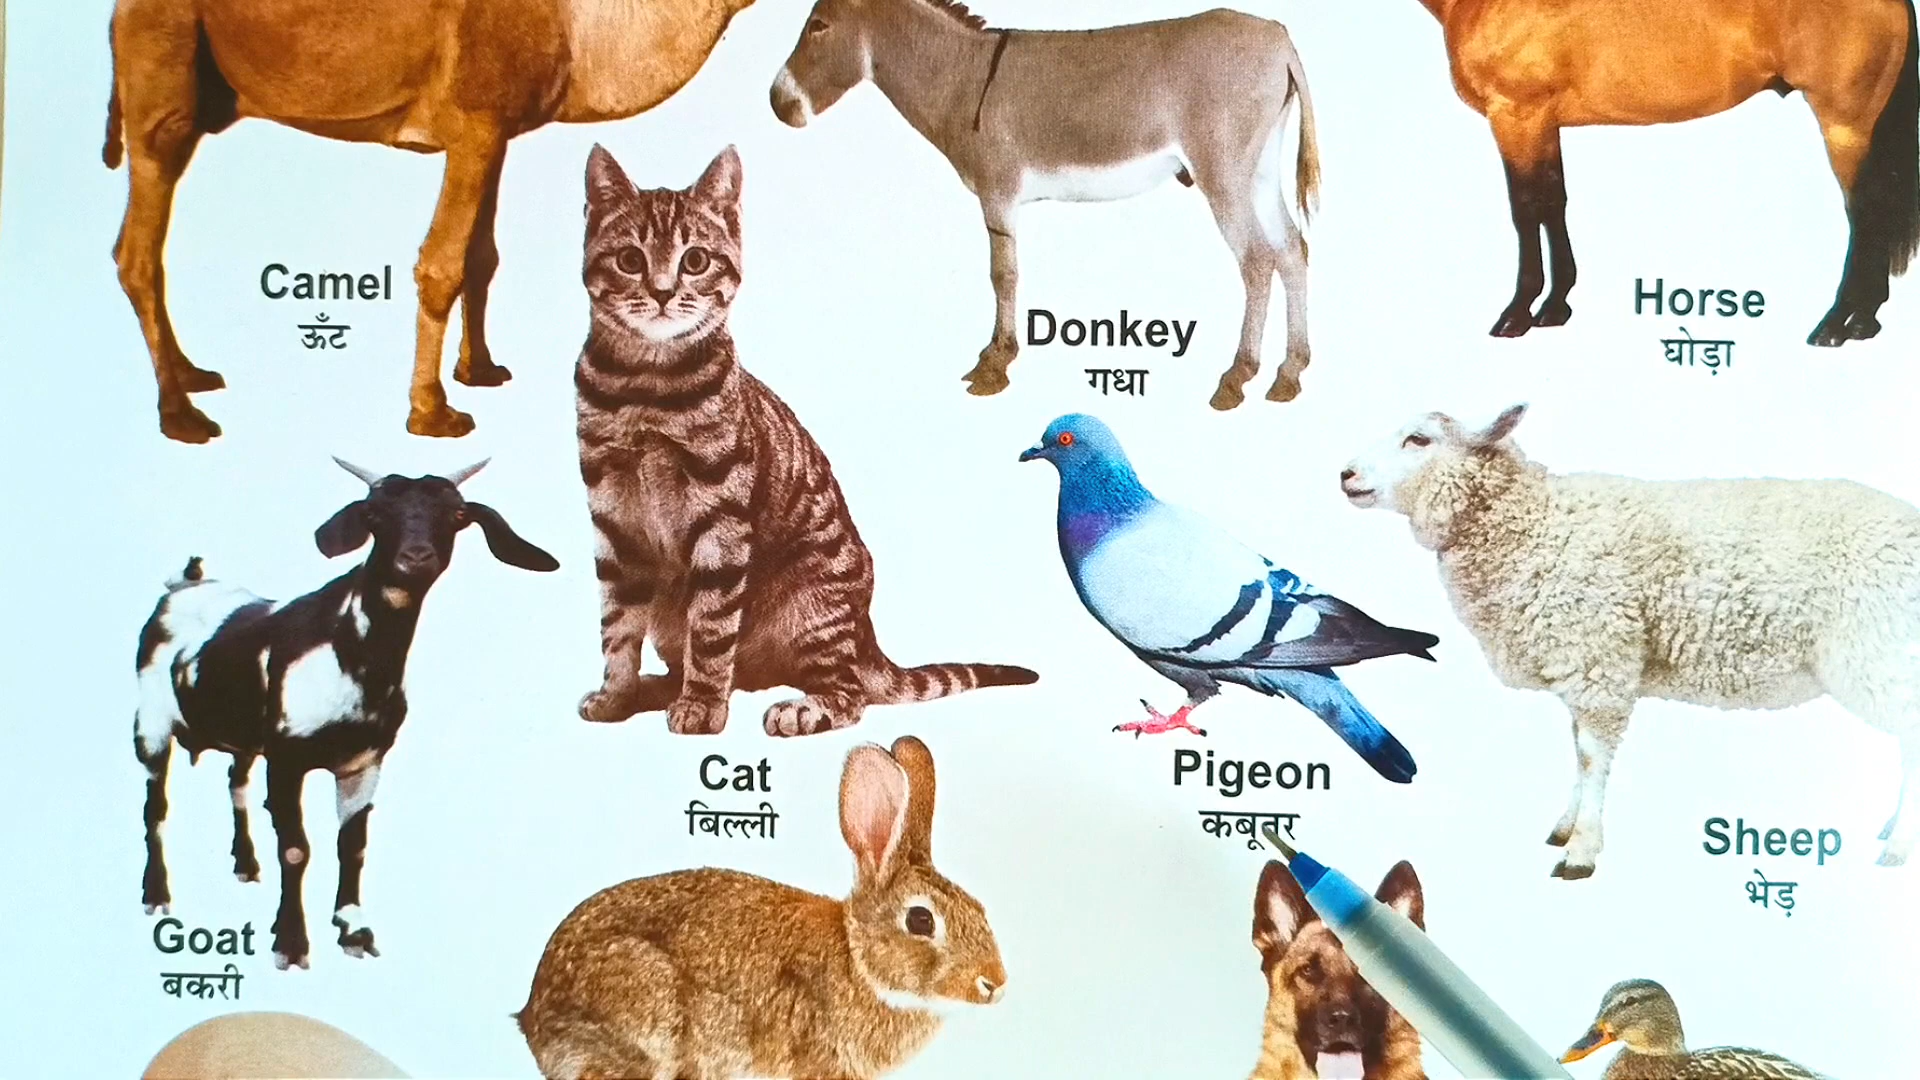 Camel
ऊँट
Donkey
गधा
Horse
घोड़ा
Cat
बिल्ली
Pigeon
कबूतर
Sheep
भेड़
Goat
बकरी